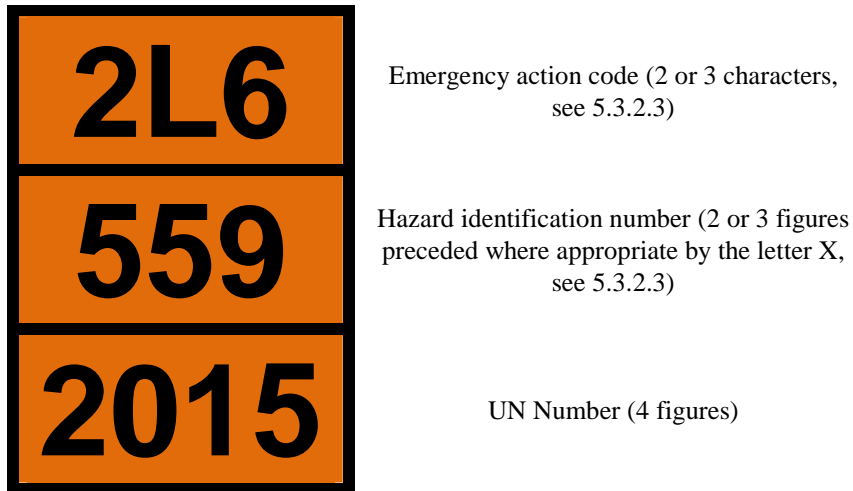 2L6
Emergency action code (2 or 3 characters,
see 5.3.2.3)
559
Hazard identification number (2 or 3 figures
preceded where appropriate by the letter X,
see 5.3.2.3)
2015
UN Number (4 figures)